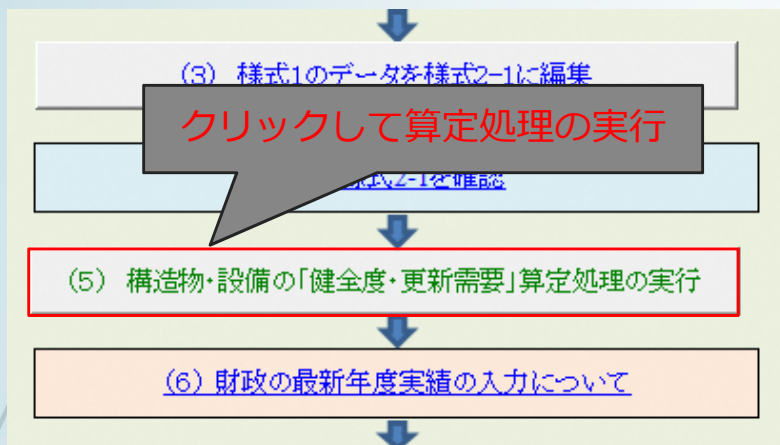 (3) 様式1のデータを様式2-1に編集
クリックして算定処理の実行
様式2-1を確認
(5) 構造物・設備の「健全度・更新需要」算定処理の実行
(6) 財政の最新年度実績の入力について